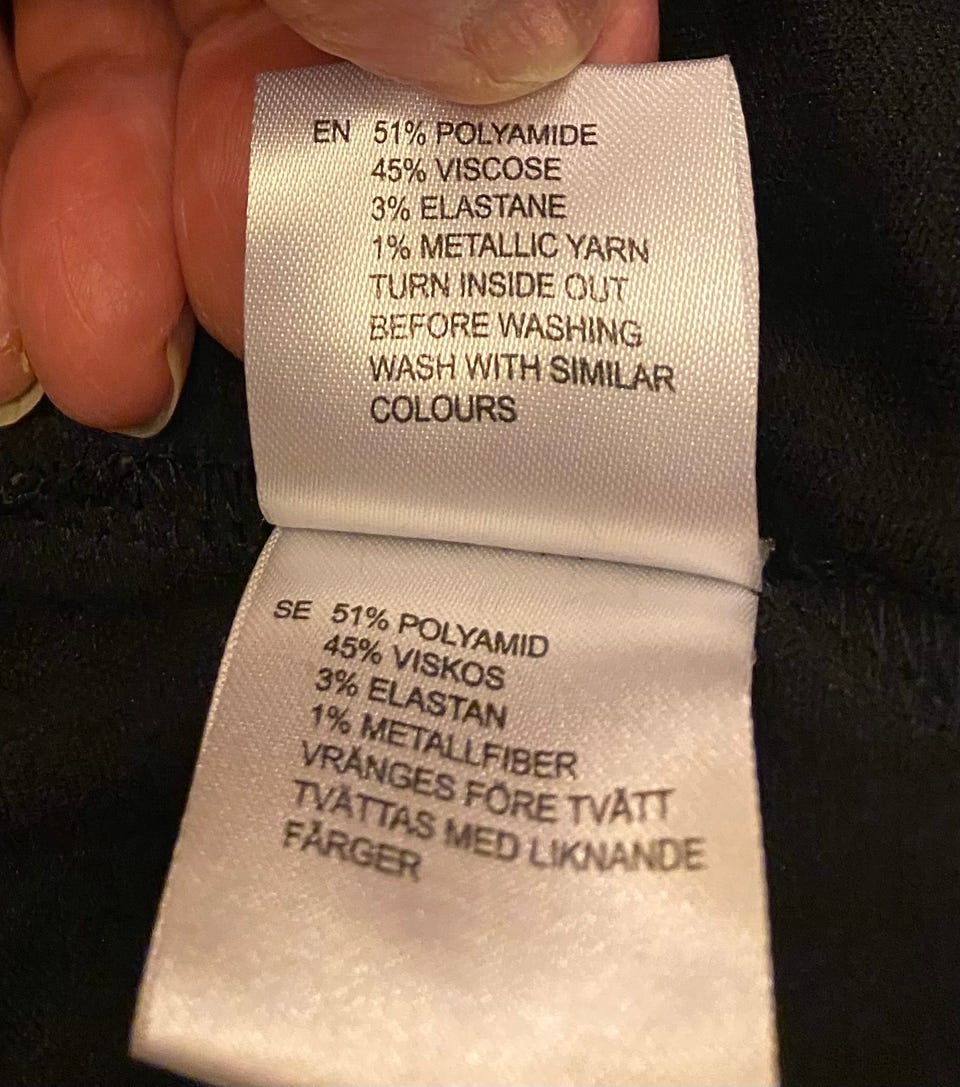 EN 51% POLYAMIDE
45% VISCOSE
3% ELASTANE
1% METALLIC YARN
TURN INSIDE OUT
BEFORE WASHING
WASH WITH SIMILAR
COLOURS
SE 51% POLYAMID
45% VISKOS
3% ELASTAN
1% METALLFIBER
VRÄNGES FÖRE TVÄTT
TVÄTTAS MED LIKNANDE
FÄRGER